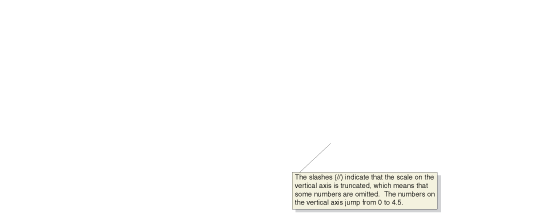 The slashes (//) indicate that the scale on the
vertical axis is truncated, which means that
some numbers are omitted.  The numbers on
the vertical axis jump from 0 to 4.5.